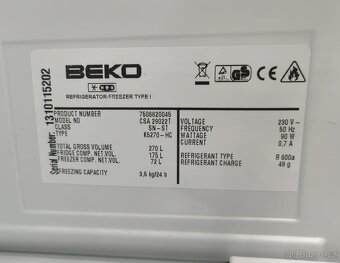 BEKO
REFRIGERATOR-FREEZER TYPE I
Serial Number: 1310115202
PRODUCT NUMBER 7506620045
MODEL NO CSA 29022T
CLASS SN-ST
TYPE K5270-HC
TOTAL GROSS VOLUME 270 L
FRIDGE COMP.NET VOL. 175 L
FREEZER COMP. NET VOL. 72 L
FREEZING CAPACITY 3,5 kg/24 h
VOLTAGE 230 V~
FREQUENCY 50 Hz
WATTAGE 90 W
CURRENT 0,7 A
REFRIGERANT TYPE R 600a
REFRIGERANT CHARGE 48 g
GS